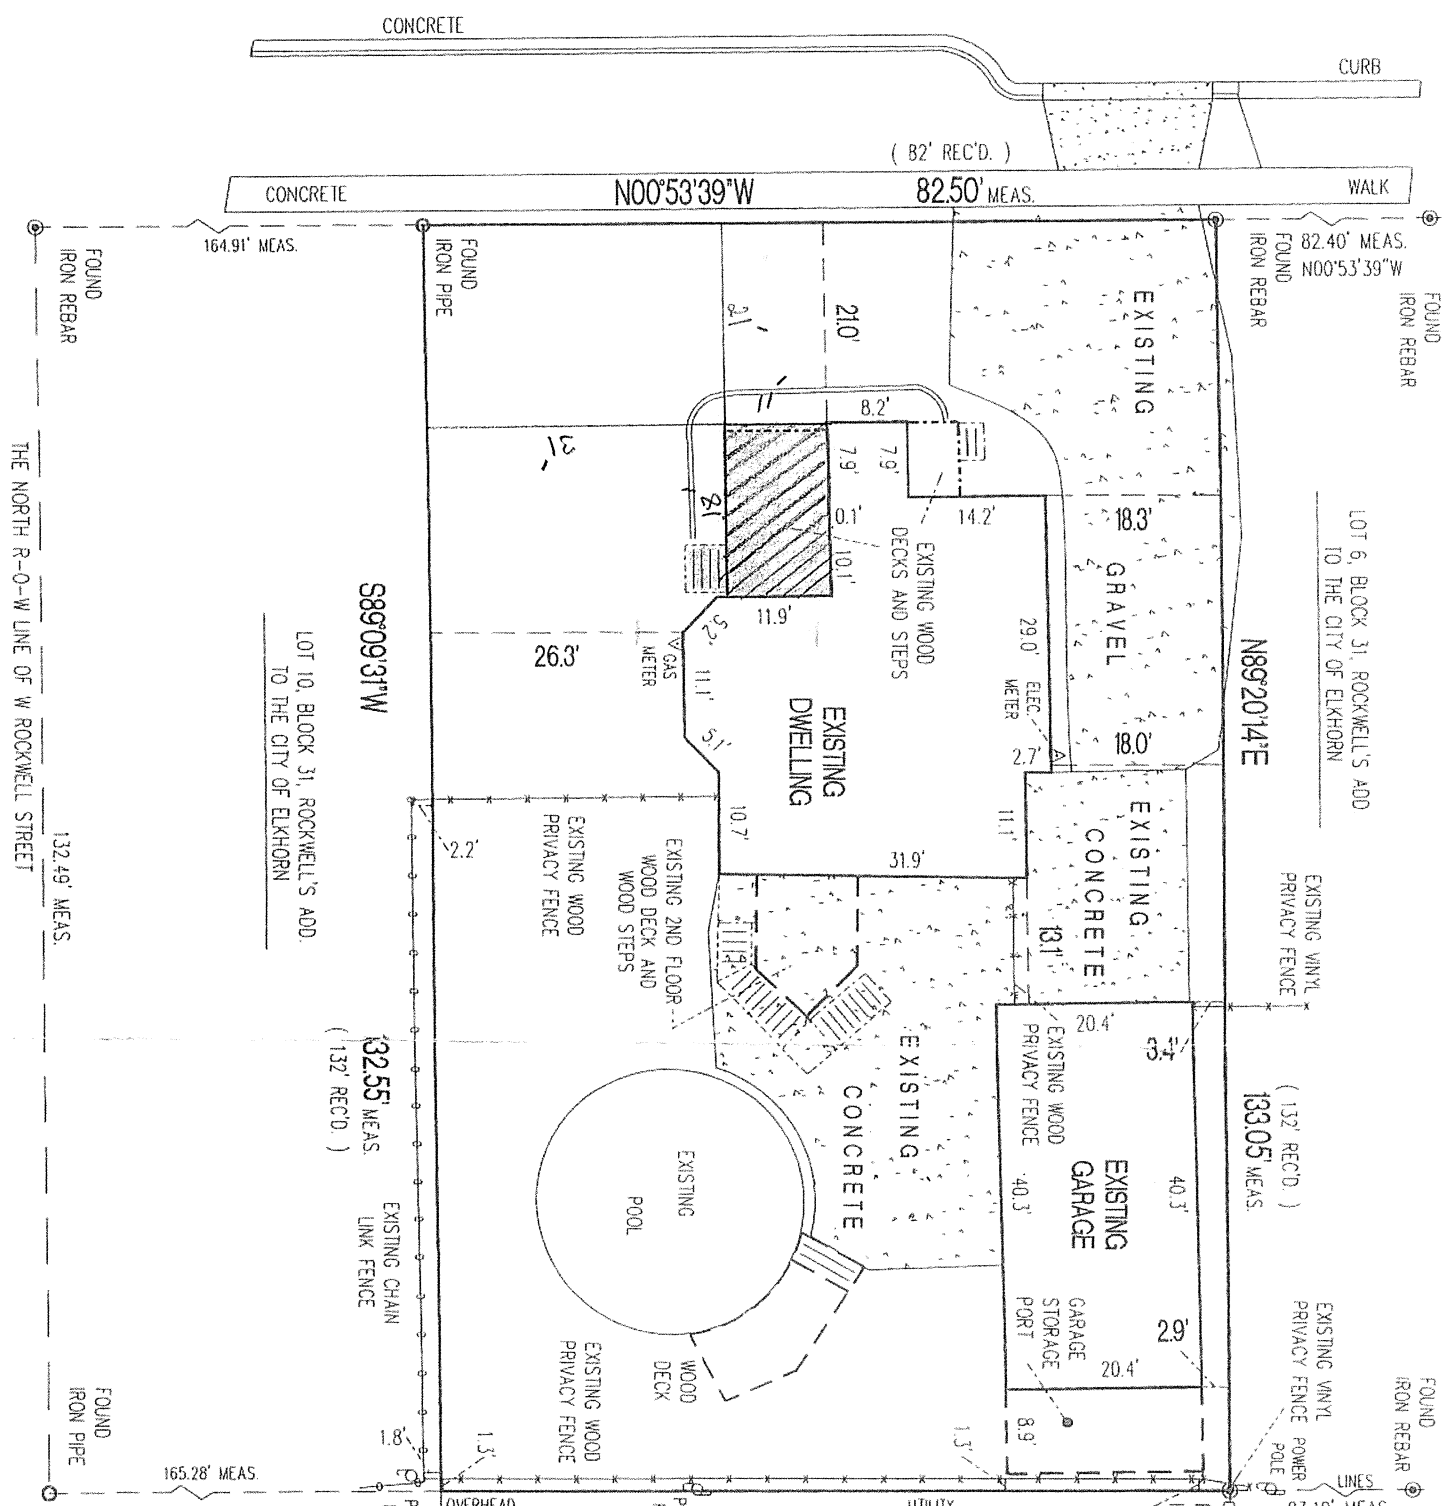 CONCRETE
CURB
( 82' REC'D. )
CONCRETE
N00°53'39"W
82.50' MEAS.
WALK
164.91' MEAS.
82.40' MEAS.
N00°53'39"W
FOUND
IRON REBAR
FOUND
IRON PIPE
FOUND
IRON REBAR
FOUND
IRON REBAR
21'
21.0'
EXISTING
GRAVEL
11'
8.2'
31'
18'
7.9'
7.9'
0.1'
10.1'
14.2'
18.3'
EXISTING WOOD
DECKS AND STEPS
11.9'
5.2'
26.3'
GAS
METER
11.1'
5.1'
29.0'
ELEC.
METER
18.0'
2.7'
EXISTING
DWELLING
10.7'
11.1'
31.9'
THE NORTH R-O-W LINE OF W ROCKWELL STREET
132.49' MEAS.
S89°09'31"W
LOT 10, BLOCK 31, ROCKWELL'S ADD.
TO THE CITY OF ELKHORN
LOT 6, BLOCK 31, ROCKWELL'S ADD
TO THE CITY OF ELKHORN
N89°20'14"E
2.2'
EXISTING WOOD
PRIVACY FENCE
EXISTING 2ND FLOOR
WOOD DECK AND
WOOD STEPS
EXISTING
CONCRETE
13.1'
EXISTING VINYL
PRIVACY FENCE
32.55' MEAS.
( 132' REC'D. )
20.4'
3.4'
EXISTING WOOD
PRIVACY FENCE
( 132' REC'D. )
133.05' MEAS.
EXISTING
CONCRETE
EXISTING
POOL
EXISTING
GARAGE
40.3'
40.3'
EXISTING CHAIN
LINK FENCE
GARAGE
STORAGE
PORT
2.9'
20.4'
8.9'
WOOD
DECK
EXISTING WOOD
PRIVACY FENCE
EXISTING VINYL
PRIVACY FENCE
POWER
POLE
FOUND
IRON REBAR
FOUND
IRON PIPE
1.8'
1.3'
1.3'
165.28' MEAS.
LINES
OVERHEAD
UTILITY